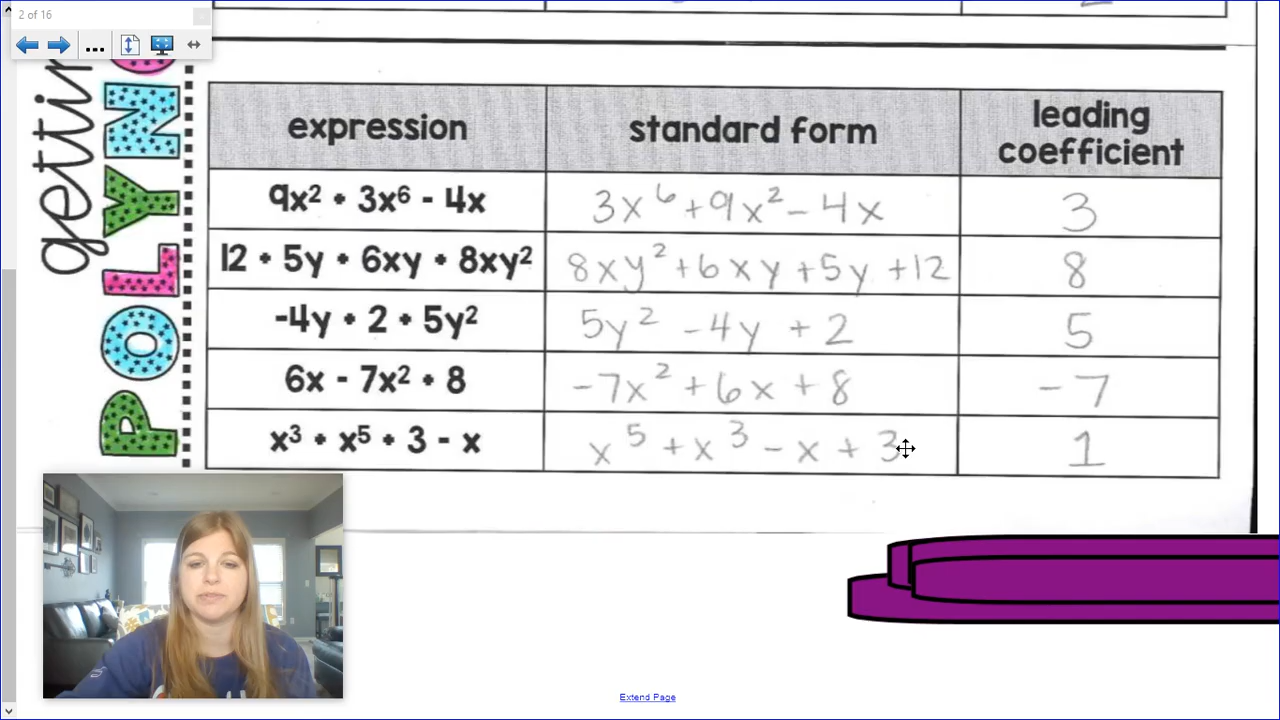 2 of 16
getti
POLYNO
expression
standard form
leading
coefficient
9x² + 3x⁶ - 4x
3x⁶ + 9x² - 4x
3
12 + 5y + 6xy + 8xy²
8xy² + 6xy + 5y + 12
8
-4y + 2 + 5y²
5y² - 4y + 2
5
6x - 7x² + 8
-7x² + 6x + 8
-7
x³ + x⁵ + 3 - x
x⁵ + x³ - x + 3
1
Extend Page